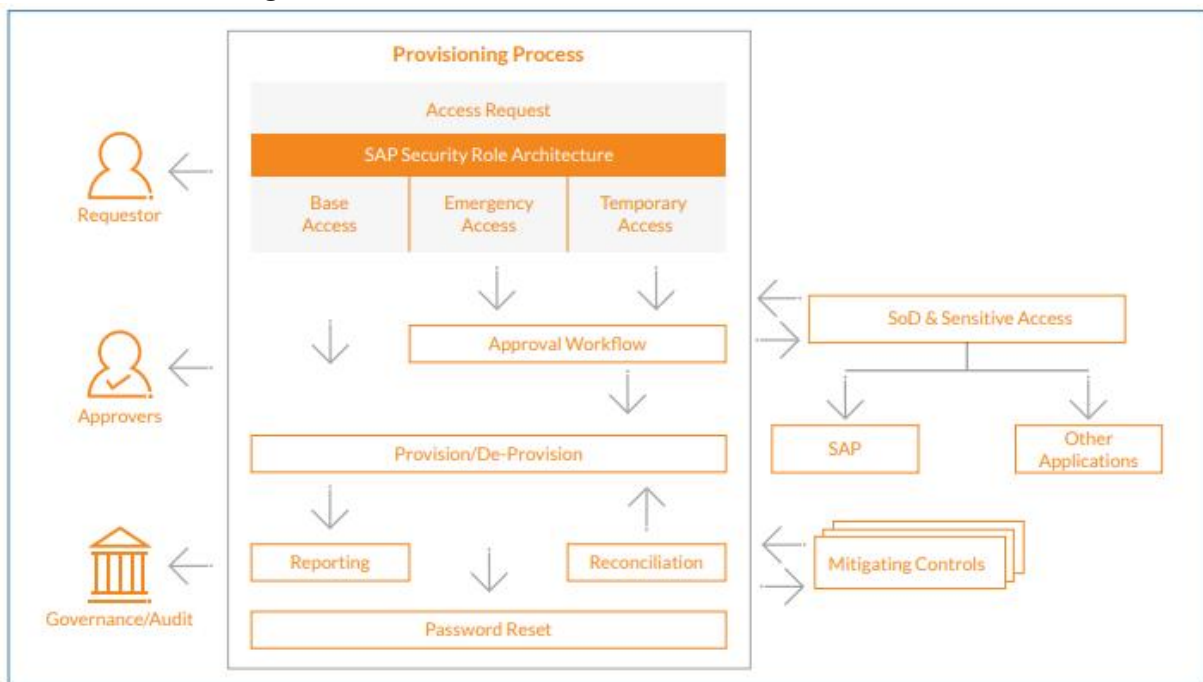 Provisioning Process
Access Request
SAP Security Role Architecture
Base
Access
Emergency
Access
Temporary
Access
Requestor
SoD & Sensitive Access
Approval Workflow
Approvers
SAP
Other
Applications
Provision/De-Provision
Reporting
Reconciliation
Mitigating Controls
Governance/Audit
Password Reset